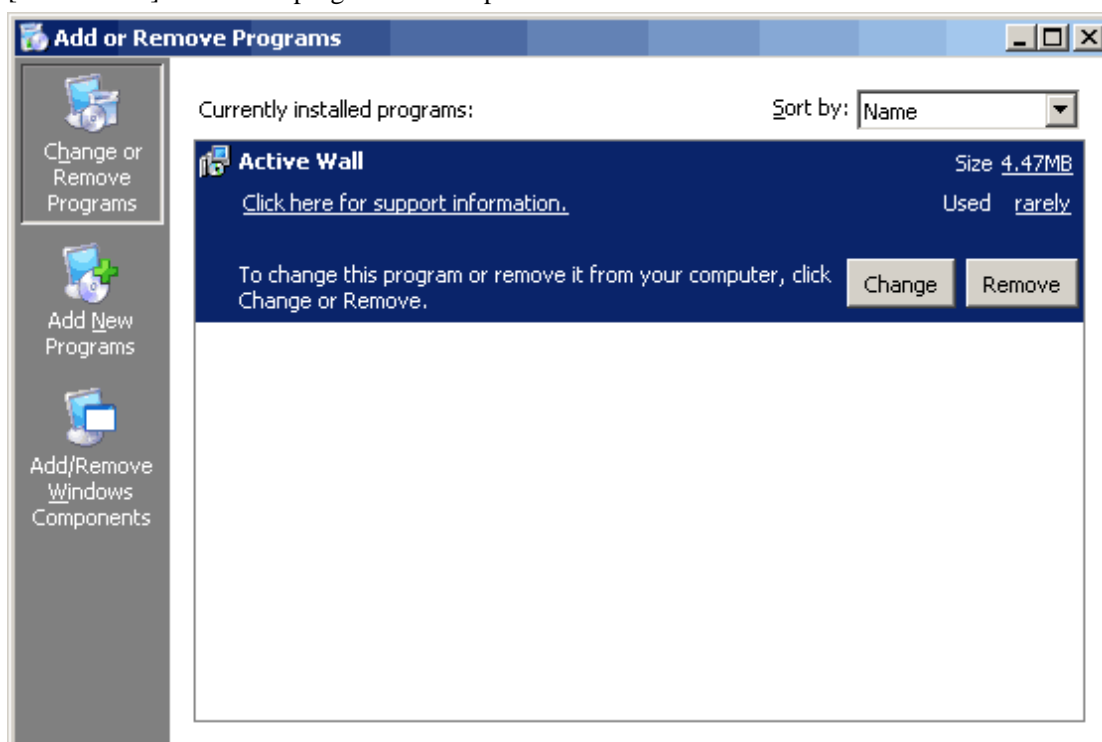 Add or Remove Programs
Change or
Remove
Programs
Add New
Programs
Add/Remove
Windows
Components
Currently installed programs:
Sort by: Name
Active Wall
Size 4.47MB
Click here for support information.
Used rarely
To change this program or remove it from your computer, click
Change or Remove.
Change Remove